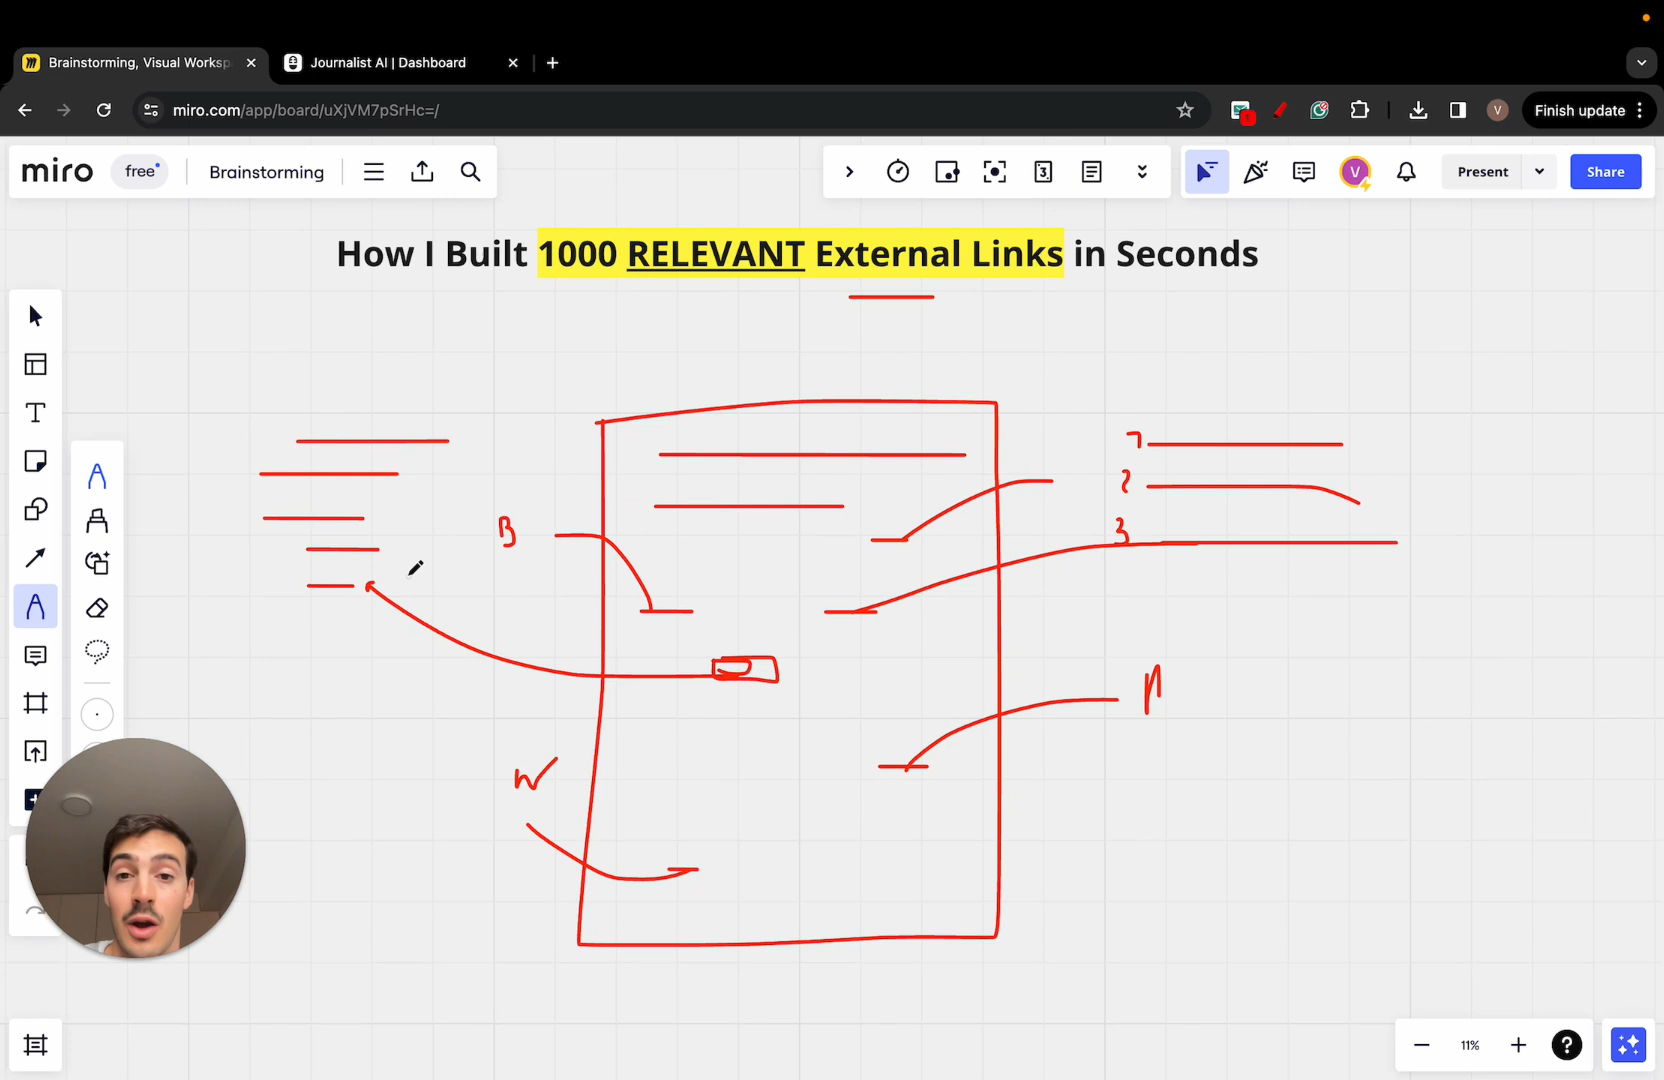 Brainstorming, Visual Worksp
Journalist AI | Dashboard
miro.com/app/board/uXjVM7pSrHc=/
V
Finish update
miro
free
Brainstorming
3
V
Present
Share
How I Built 1000 RELEVANT External Links in Seconds
1
2
3
B
W
11%
?